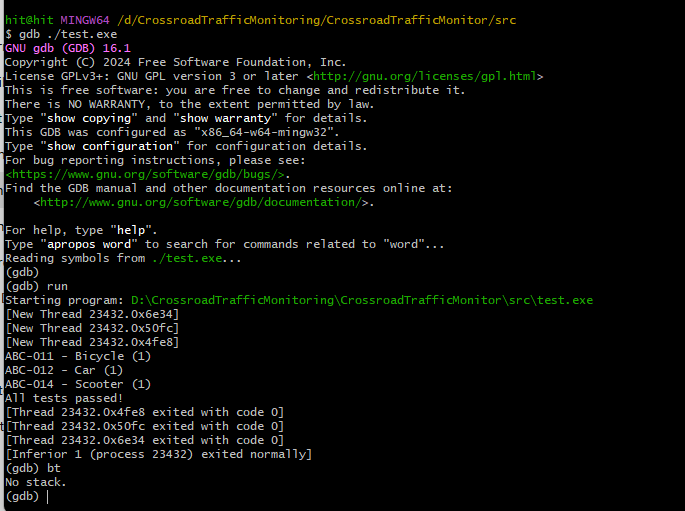 hit@hit MINGW64 /d/CrossroadTrafficMonitoring/CrossroadTrafficMonitor/src
$ gdb ./test.exe
GNU gdb (GDB) 16.1
Copyright (C) 2024 Free Software Foundation, Inc.
License GPLv3+: GNU GPL version 3 or later <http://gnu.org/licenses/gpl.html>
This is free software: you are free to change and redistribute it.
There is NO WARRANTY, to the extent permitted by law.
Type "show copying" and "show warranty" for details.
This GDB was configured as "x86_64-w64-mingw32".
Type "show configuration" for configuration details.
For bug reporting instructions, please see:
<https://www.gnu.org/software/gdb/bugs/>.
Find the GDB manual and other documentation resources online at:
    <http://www.gnu.org/software/gdb/documentation/>.

For help, type "help".
Type "apropos word" to search for commands related to "word"...
Reading symbols from ./test.exe...
(gdb)
(gdb) run
Starting program: D:\CrossroadTrafficMonitoring\CrossroadTrafficMonitor\src\test.exe
[New Thread 23432.0x6e34]
[New Thread 23432.0x50fc]
[New Thread 23432.0x4fe8]
ABC-011 - Bicycle (1)
ABC-012 - Car (1)
ABC-014 - Scooter (1)
All tests passed!
[Thread 23432.0x4fe8 exited with code 0]
[Thread 23432.0x50fc exited with code 0]
[Thread 23432.0x6e34 exited with code 0]
[Inferior 1 (process 23432) exited normally]
(gdb) bt
No stack.
(gdb)